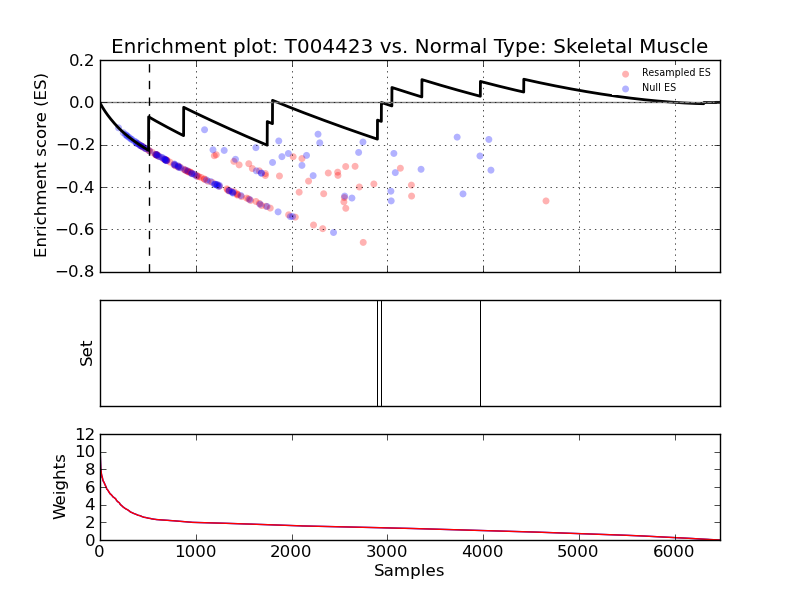 Enrichment plot: T004423 vs. Normal Type: Skeletal Muscle
0.2
0.0
−0.2
−0.4
−0.6
−0.8
Enrichment score (ES)
Resampled ES
Null ES
Set
12
10
8
6
4
2
0
Weights
0 1000 2000 3000 4000 5000 6000
Samples